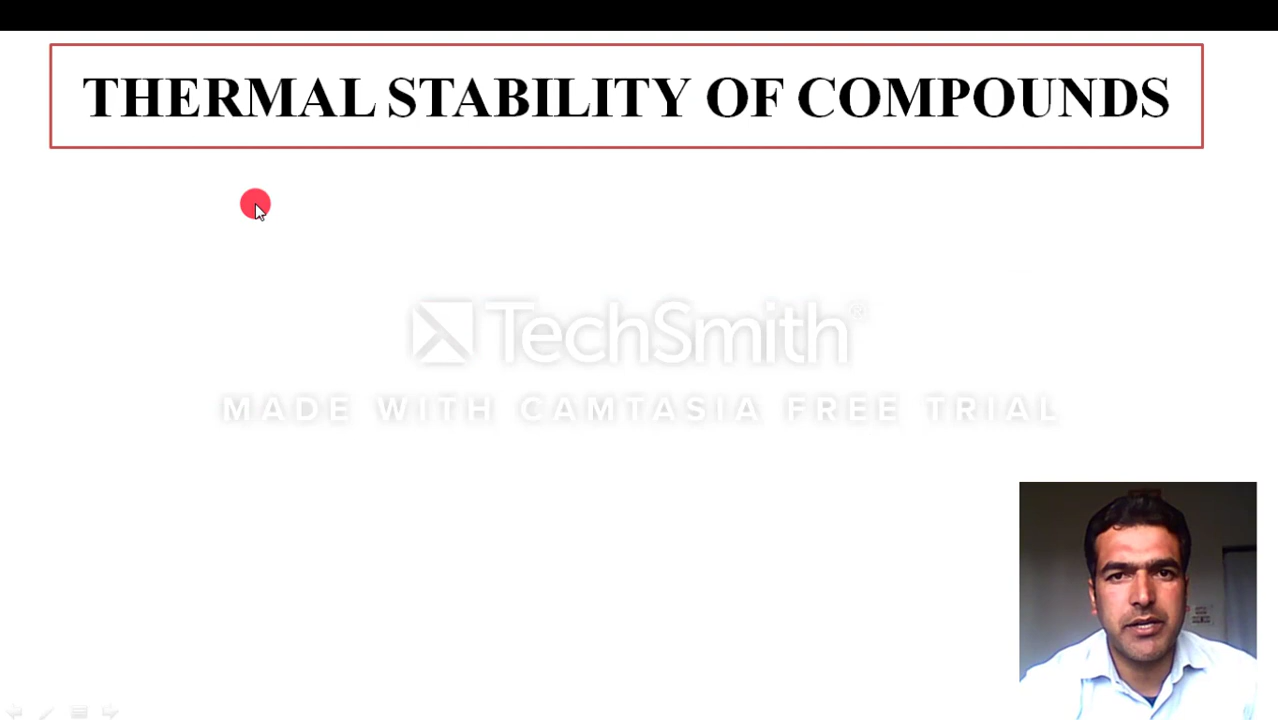 THERMAL STABILITY OF COMPOUNDS
TechSmith
MADE WITH CAMTASIA FREE TRIAL